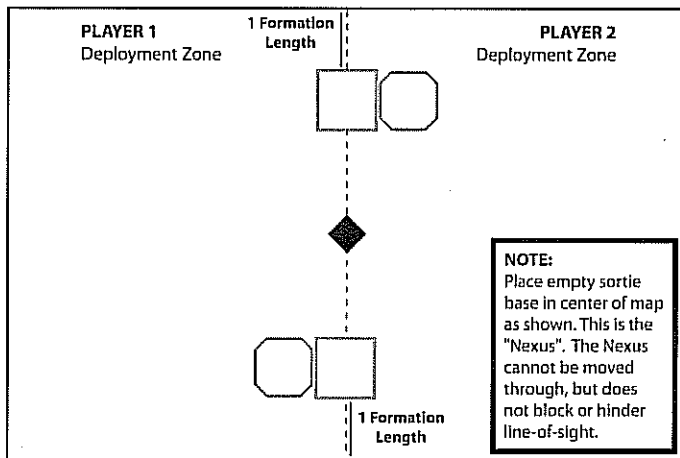 PLAYER 1
Deployment Zone
1 Formation
Length
PLAYER 2
Deployment Zone
NOTE:
Place empty sortie
base in center of map
as shown. This is the
"Nexus". The Nexus
cannot be moved
through, but does
not block or hinder
line-of-sight.
1 Formation
Length